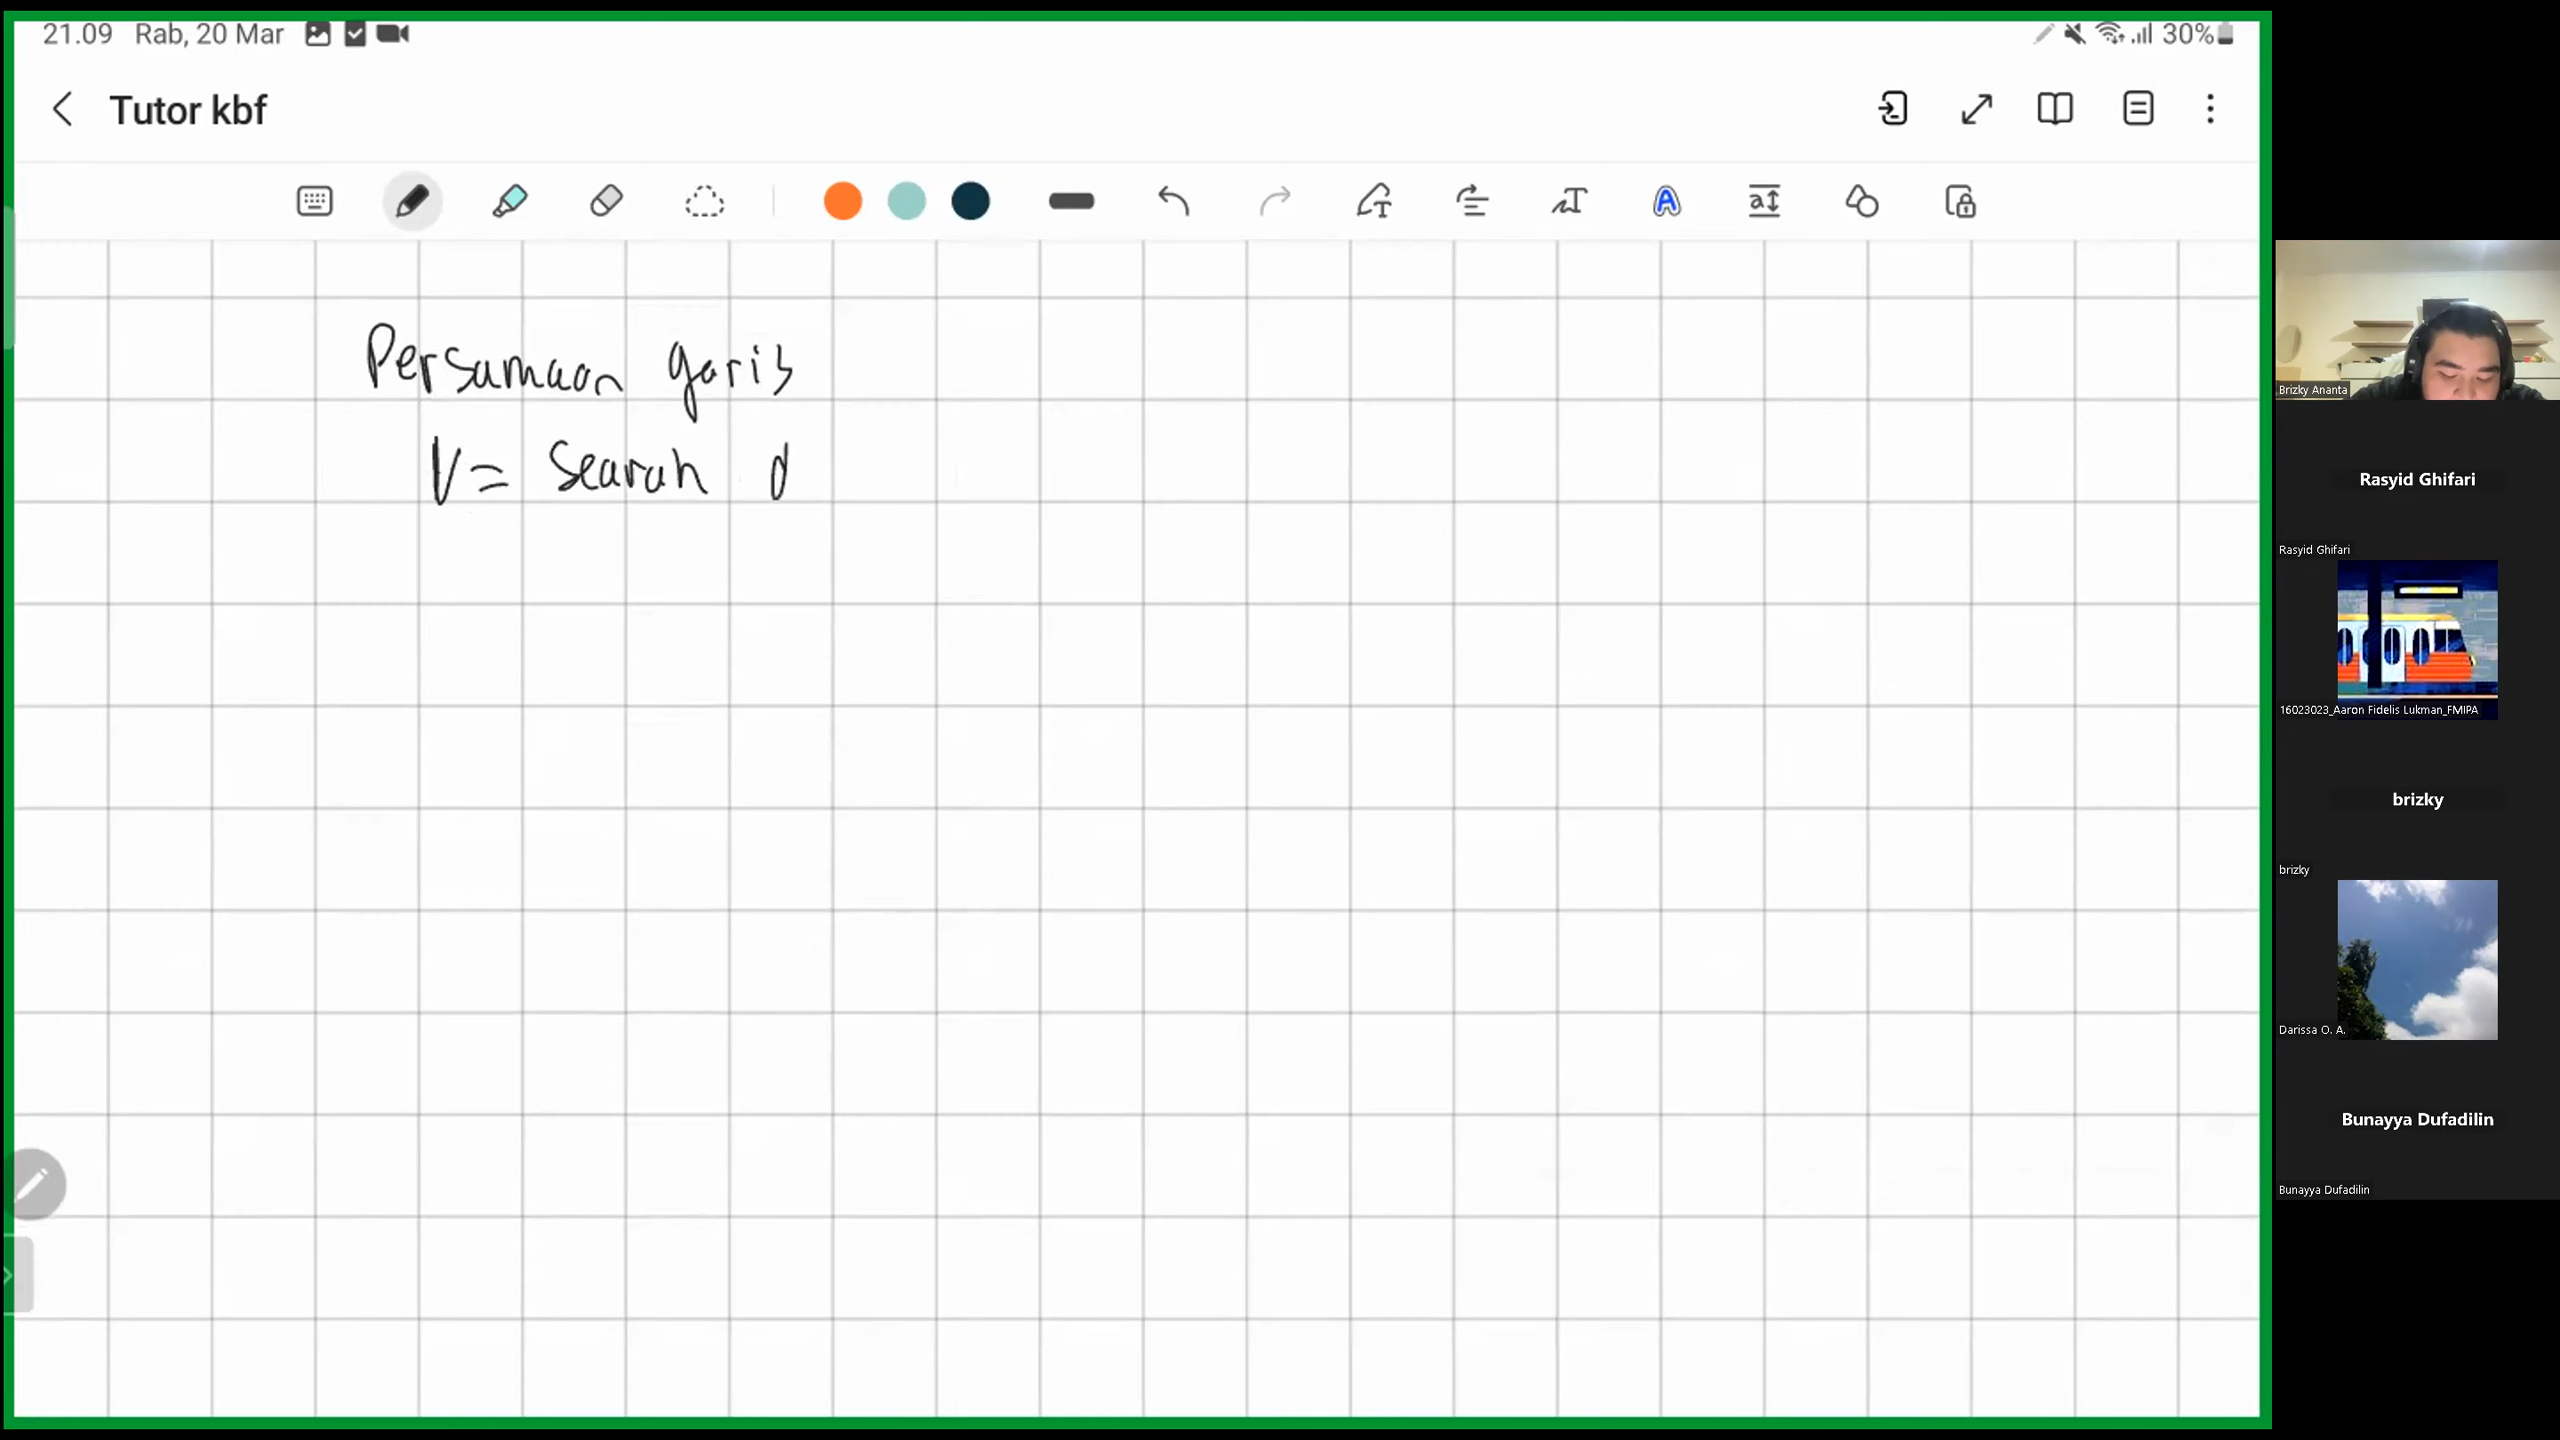 21.09 Rab, 20 Mar 30%
Tutor kbf
Persamaan garis
V = Searah d
Brizky Ananta
Rasyid Ghifari
Rasyid Ghifari
16023023_Aaron Fidelis Lukman_FMIPA
brizky
brizky
Darissa O. A.
Bunayya Dufadilin
Bunayya Dufadilin